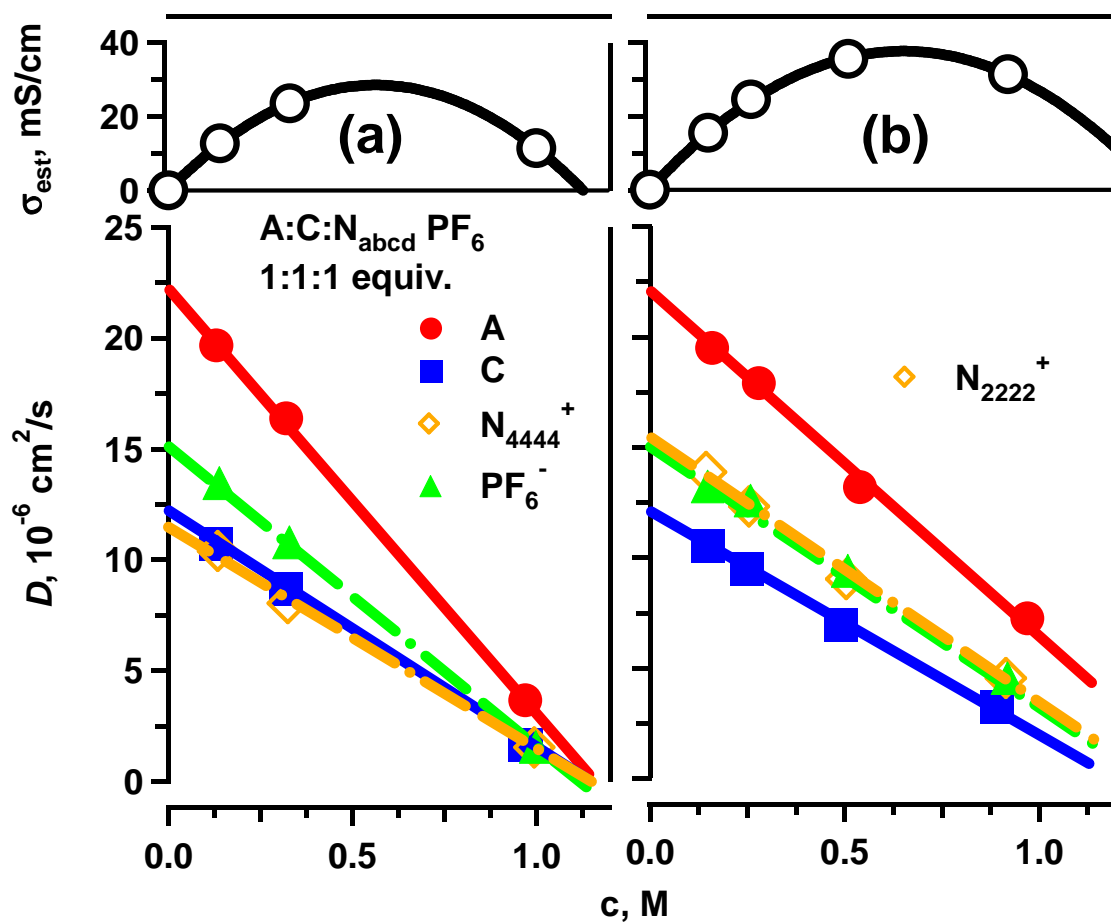 40
20
0
σest, mS/cm
(a)
(b)
A:C:Nabcd PF6
1:1:1 equiv.
A
C
N4444+
PF6-
N2222+
25
20
15
10
5
0
D, 10-6 cm2/s
0.0 0.5 1.0
0.0 0.5 1.0
c, M